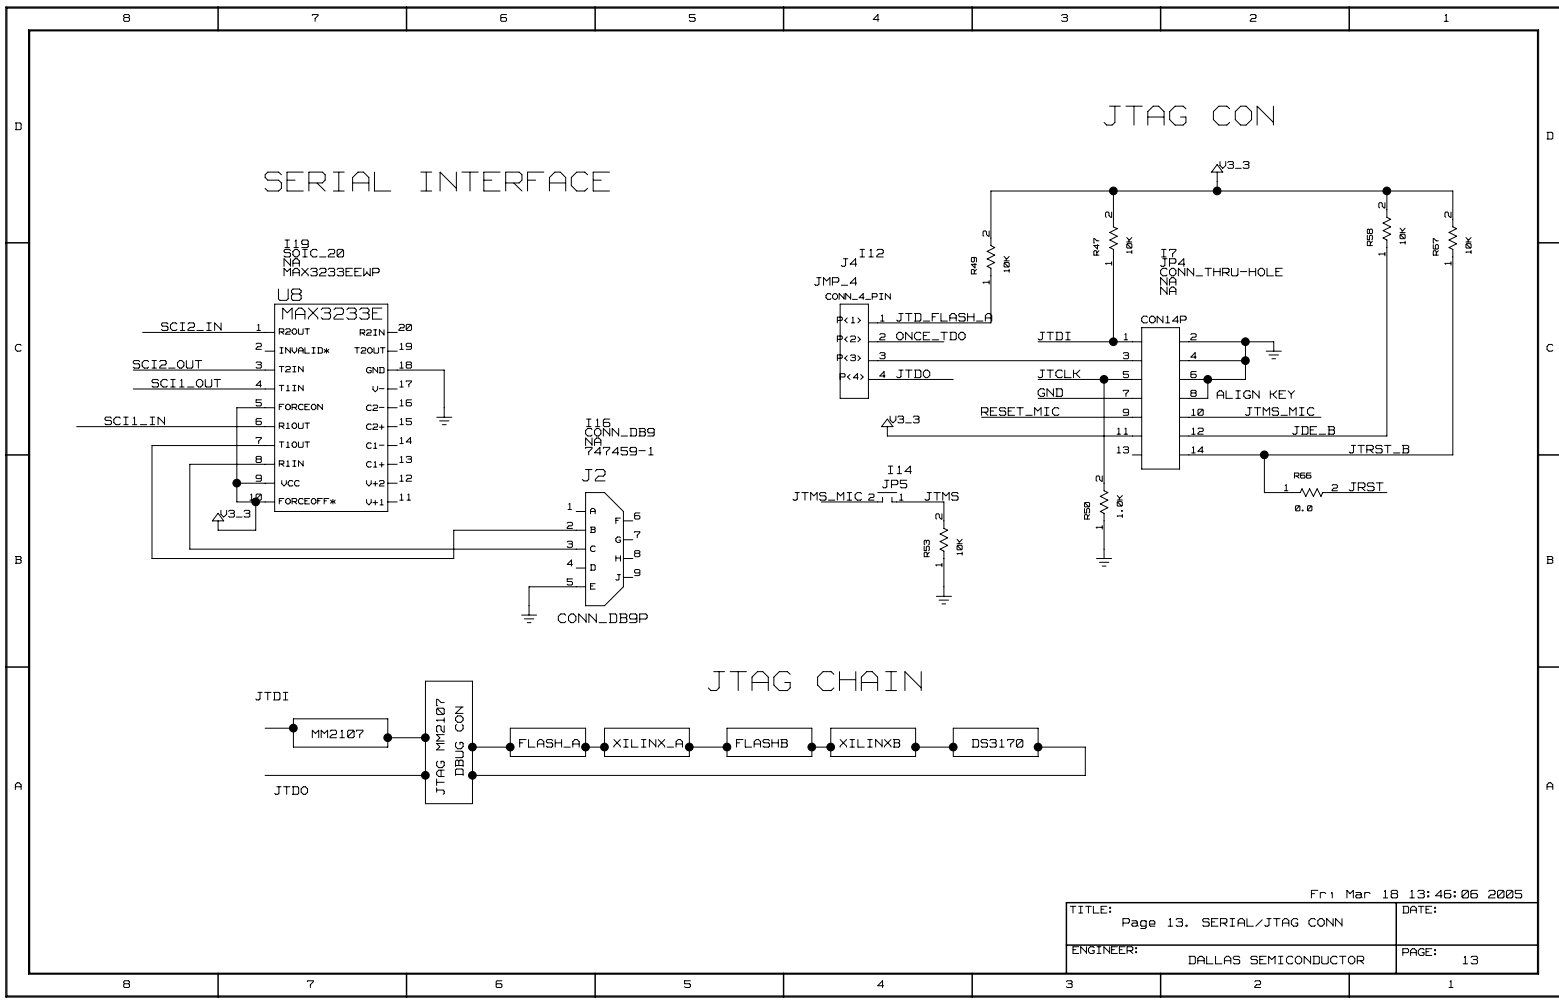 8 7 6 5 4 3 2 1
D
D
JTAG CON
SERIAL INTERFACE
V3_3
I19
SOIC_20
NA
MAX3233EEWP
U8
MAX3233E
SCI2_IN 1 R2OUT R2IN 20
2 INVALID* T2OUT 19
SCI2_OUT 3 T2IN GND 18
SCI1_OUT 4 T1IN V- 17
5 FORCEON C2- 16
SCI1_IN 6 R1OUT C2+ 15
7 T1OUT C1- 14
8 R1IN C1+ 13
9 VCC V+2 12
10 FORCEOFF* V+1 11
V3_3
I16
CONN_DB9
NA
747459-1
J2
1 A
F 6
2 B
G 7
3 C
H 8
4 D
J 9
5 E
CONN_DB9P
I12
J4
JMP_4
CONN_4_PIN
P<1> 1 JTD_FLASH_A
P<2> 2 ONCE_TDO
P<3> 3
P<4> 4 JTDO
R49 2 1 10K
R47 2 1 10K
R58 2 1 10K
R67 2 1 10K
I7
JP4
CONN_THRU-HOLE
NA
NA
CON14P
JTDI 1 2
3 4
JTCLK 5 6
GND 7 8 ALIGN KEY
RESET_MIC 9 10 JTMS_MIC
V3_3 11 12 JDE_B
13 14 JTRST_B
R66
1 2 JRST
0.0
I14
JP5
JTMS_MIC 2 1 JTMS
R53 2 1 10K
R50 2 1 1.0K
C
C
B
B
JTAG CHAIN
JTDI
MM2107
JTAG MM2107
DBUG CON
FLASH_A XILINX_A FLASHB XILINXB DS3170
JTDO
A
A
Fri Mar 18 13:46:06 2005
TITLE:
Page 13. SERIAL/JTAG CONN
DATE:
ENGINEER:
DALLAS SEMICONDUCTOR
PAGE:
13
8 7 6 5 4 3 2 1